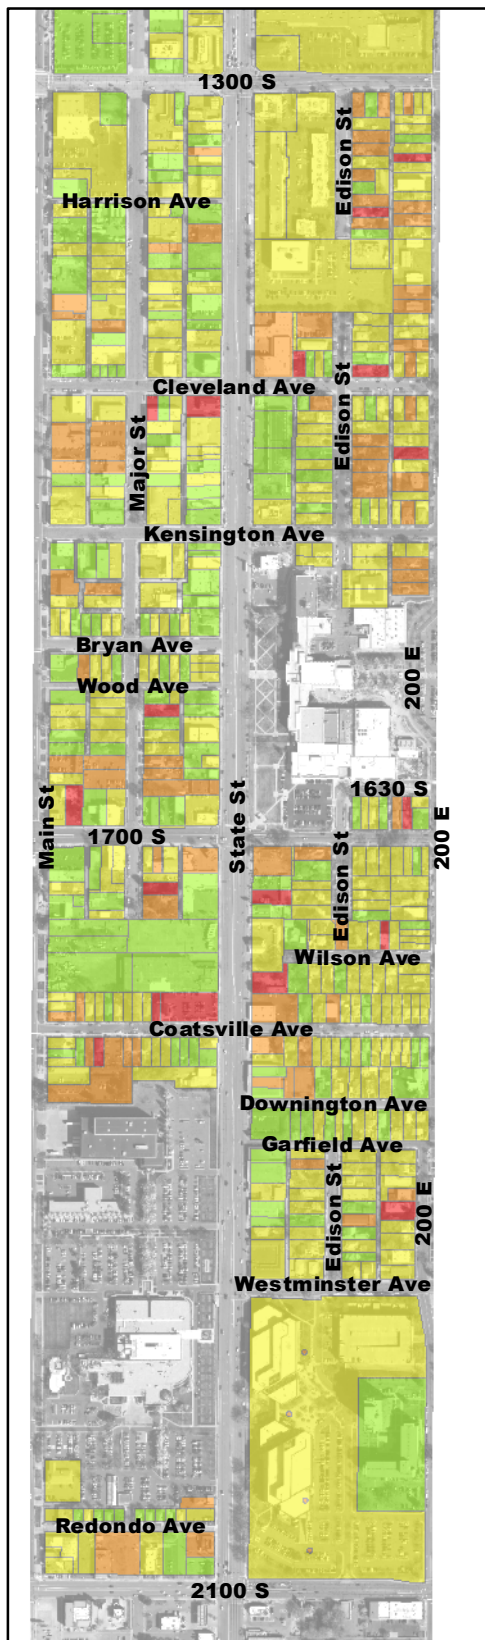 1300 S
Edison St
Harrison Ave
Cleveland Ave
Edison St
Major St
Kensington Ave
Bryan Ave
200 E
Wood Ave
1630 S
Main St
State St
1700 S
200 E
Edison St
Wilson Ave
Coatsville Ave
Downington Ave
Garfield Ave
Edison St
200 E
Westminster Ave
Redondo Ave
2100 S